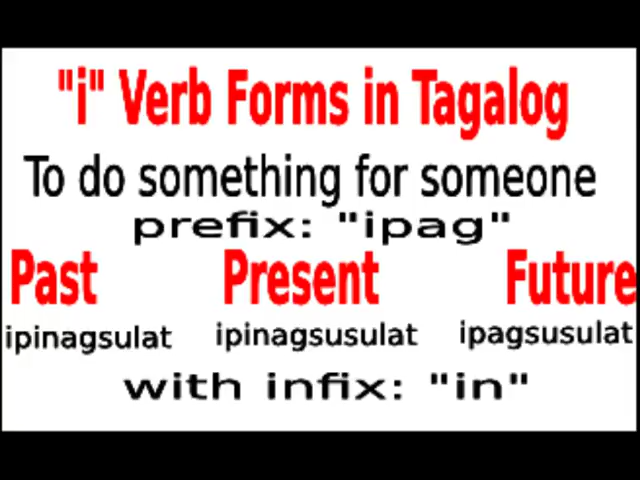 "i" Verb Forms in Tagalog
To do something for someone
prefix: "ipag"
Past Present Future
ipinagsulat ipinagsusulat ipagsusulat
with infix: "in"